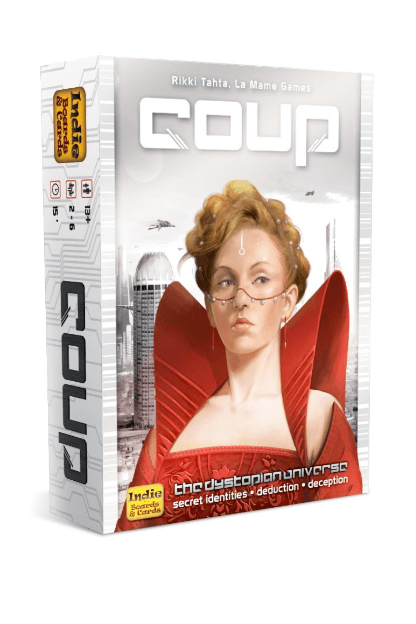 Rikki Tahta, La Mame Games
COUP
the dystopian universe
secret identities • deduction • deception
Indie
Boards
& Cards
Indie
Boards
& Cards
13+
2 - 6
15'
COUP